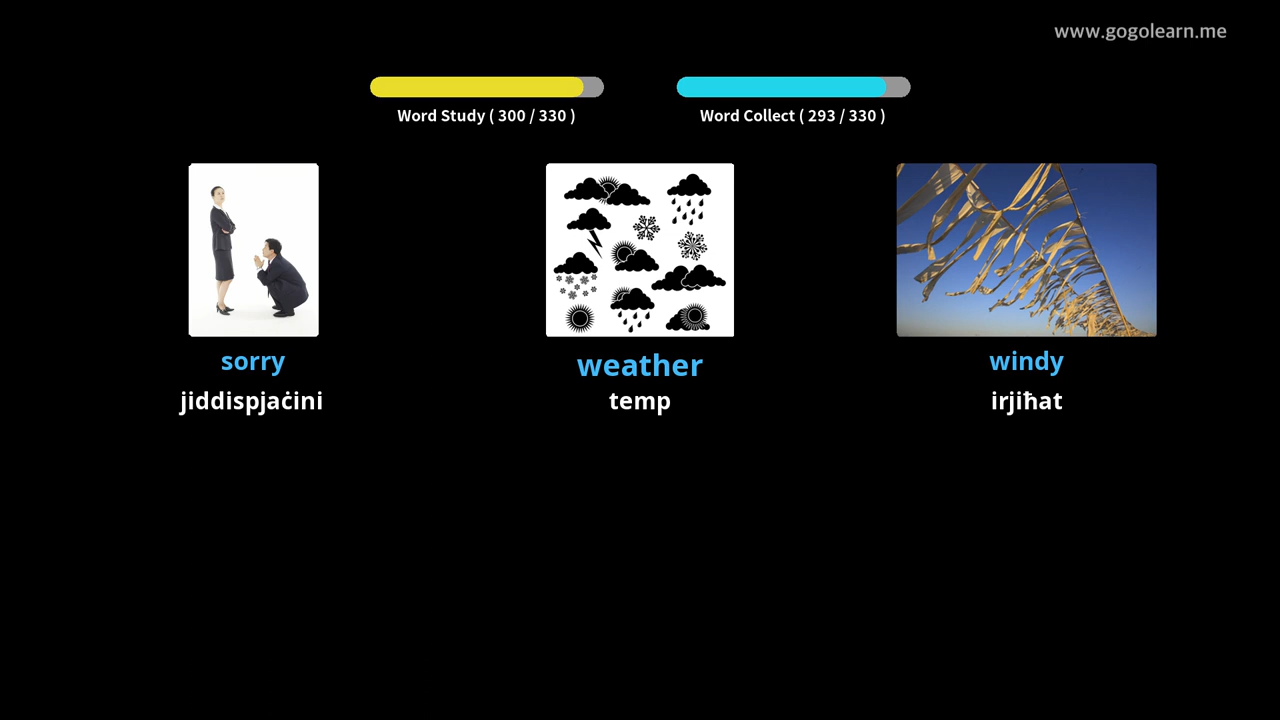 www.gogolearn.me
Word Study ( 300 / 330 )
Word Collect ( 293 / 330 )
sorry
jiddispjaċini
weather
temp
windy
irjiħat